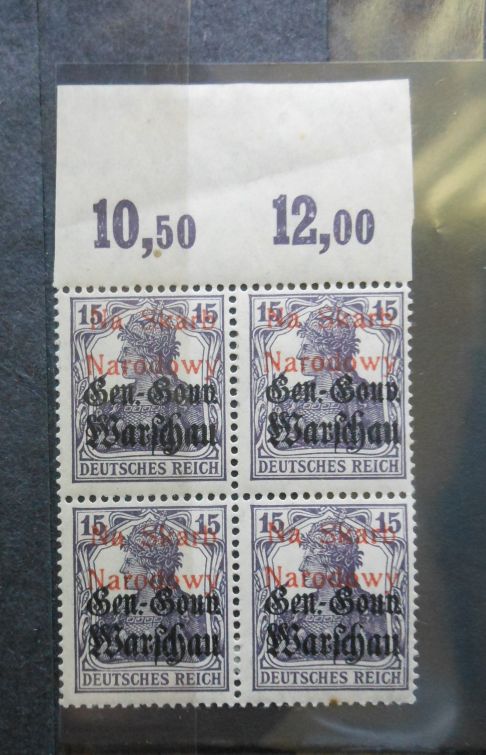 10,50 12,00
15 15 15 15
Na Skarb Na Skarb
Narodowy Narodowy
Gen.-Gouv. Gen.-Gouv.
Warschau Warschau
DEUTSCHES REICH DEUTSCHES REICH
15 15 15 15
Na Skarb Na Skarb
Narodowy Narodowy
Gen.-Gouv. Gen.-Gouv.
Warschau Warschau
DEUTSCHES REICH DEUTSCHES REICH